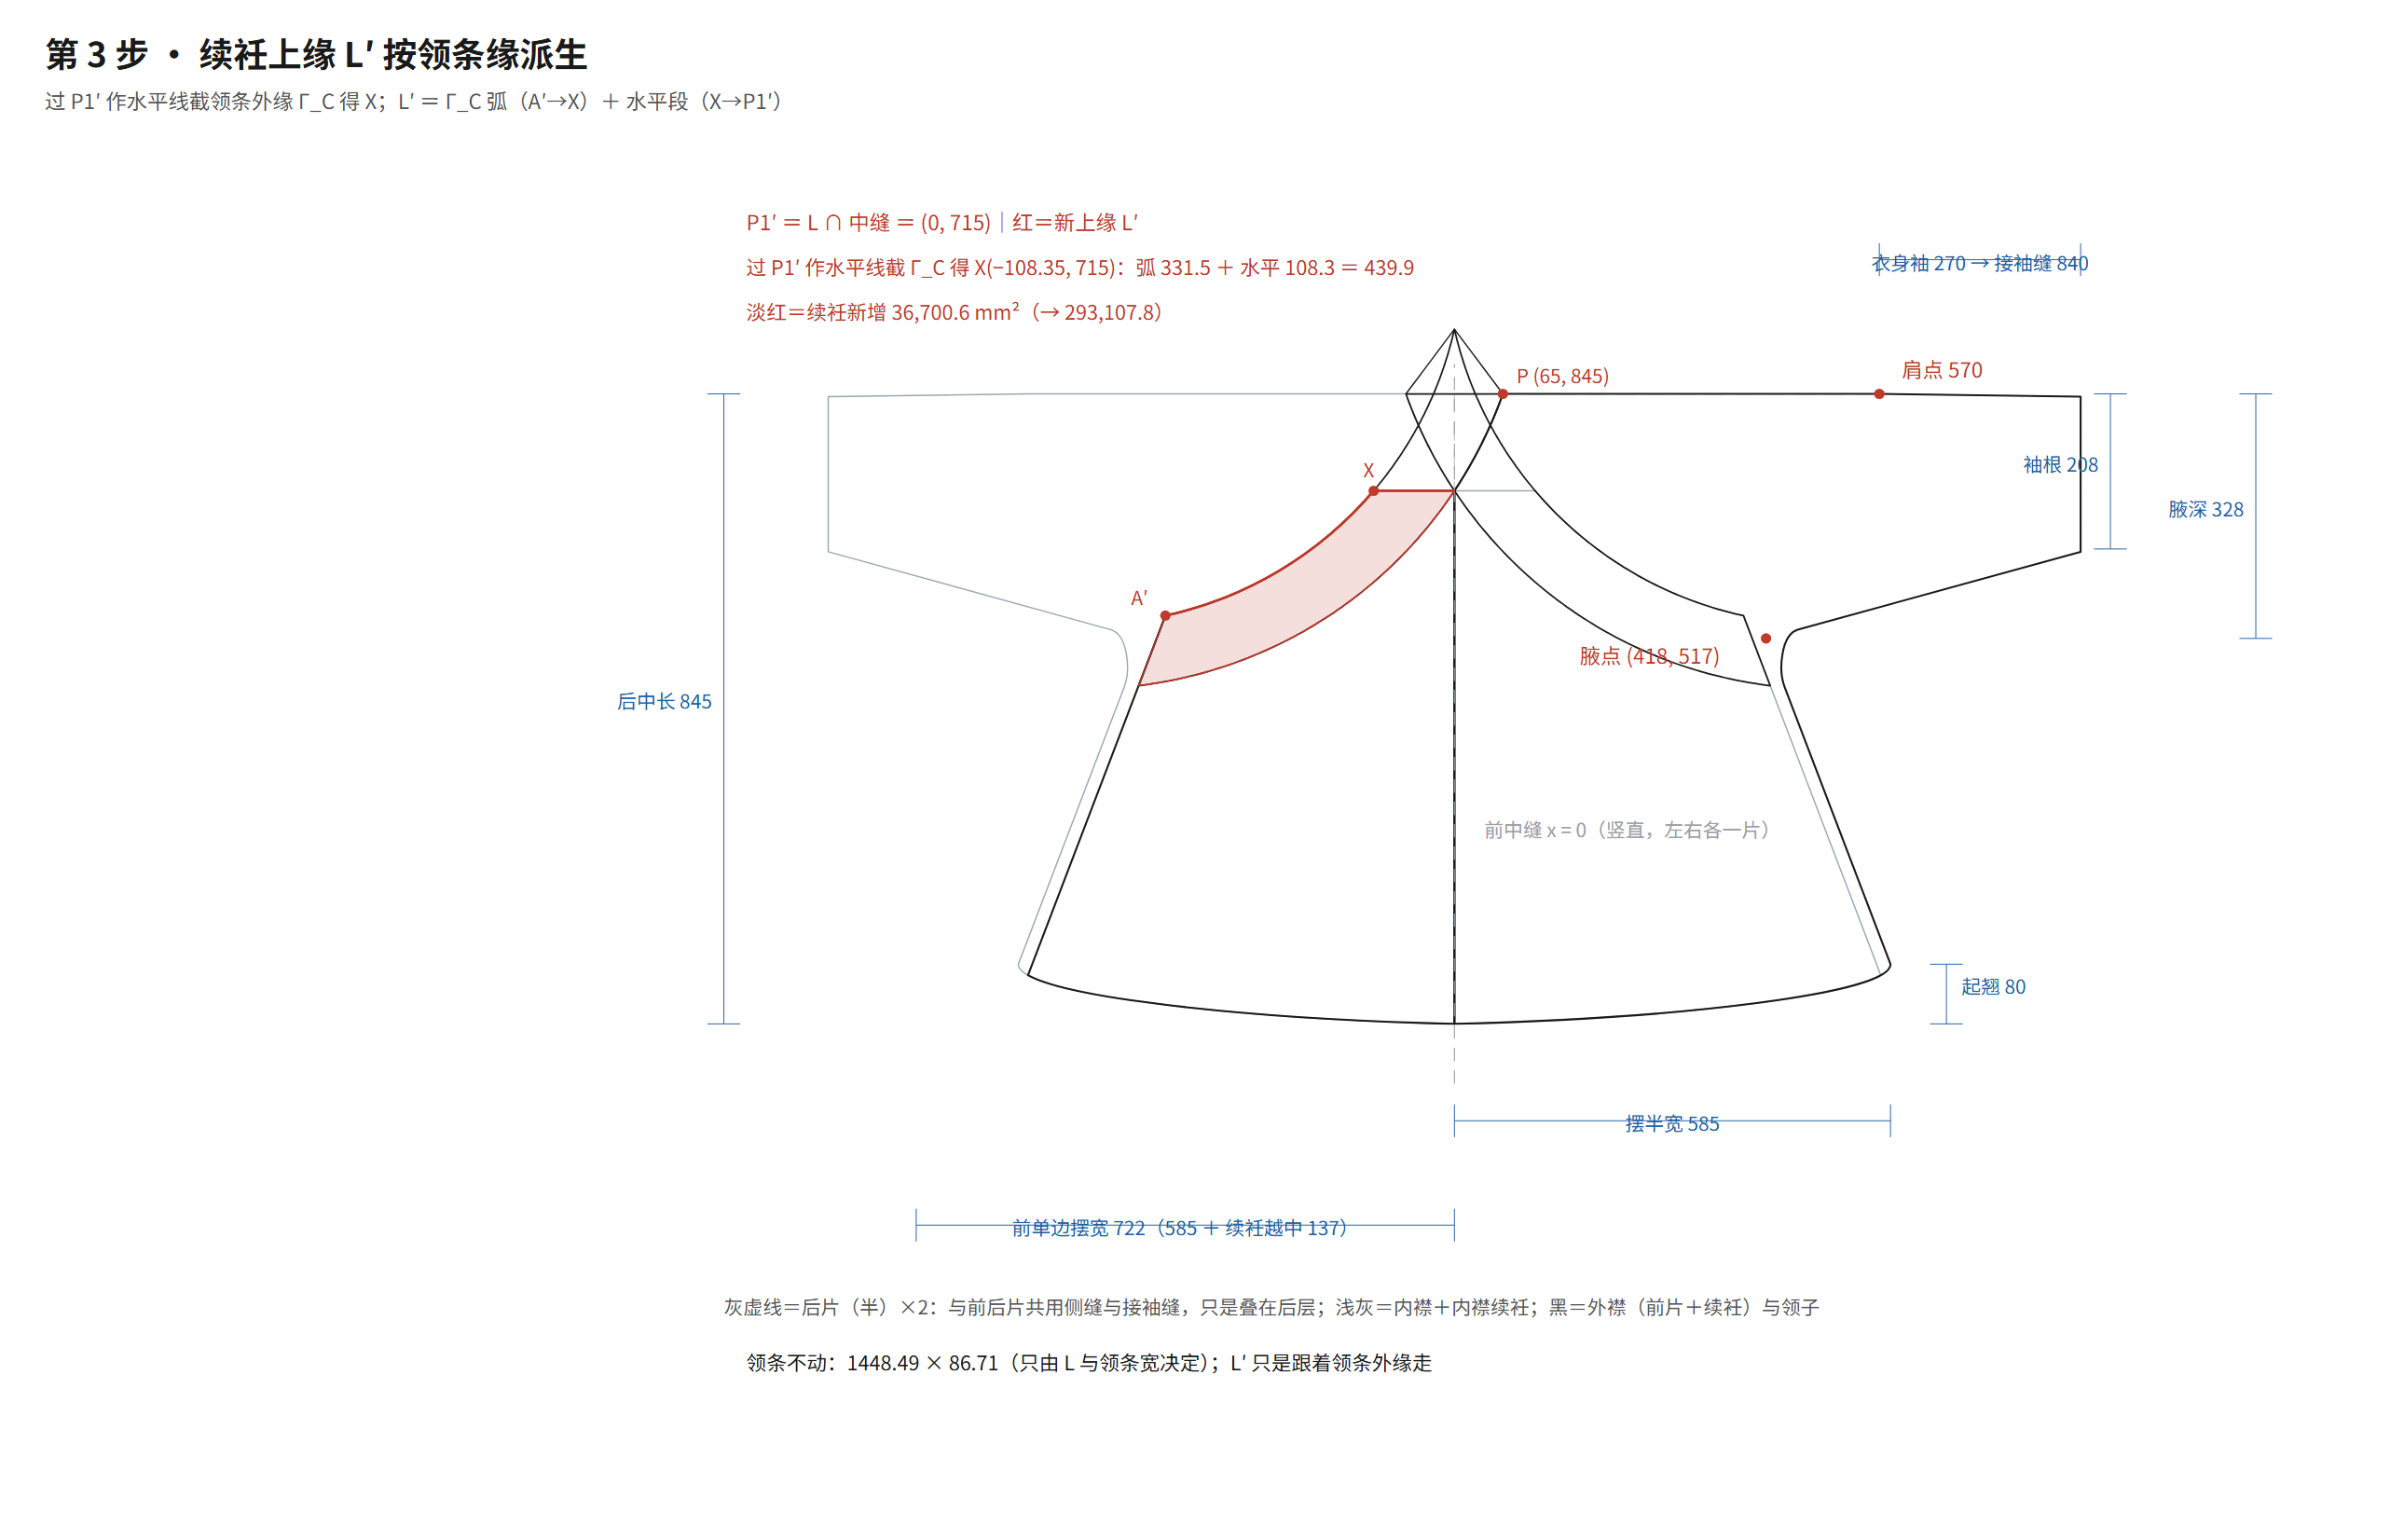 第 3 步 · 续衽上缘 L′ 按领条缘派生
过 P1′ 作水平线截领条外缘 Γ_C 得 X；L′ ＝ Γ_C 弧（A′→X）＋ 水平段（X→P1′）
P1′ ＝ L ∩ 中缝 ＝ (0, 715)｜红＝新上缘 L′
过 P1′ 作水平线截 Γ_C 得 X(−108.35, 715)：弧 331.5 ＋ 水平 108.3 ＝ 439.9
淡红＝续衽新增 36,700.6 mm²（→ 293,107.8）
衣身袖 270 → 接袖缝 840
P (65, 845)
肩点 570
X
袖根 208
腋深 328
A′
腋点 (418, 517)
后中长 845
前中缝 x = 0（竖直，左右各一片）
起翘 80
摆半宽 585
前单边摆宽 722（585 ＋ 续衽越中 137）
灰虚线＝后片（半）×2：与前后片共用侧缝与接袖缝，只是叠在后层；浅灰＝内襟＋内襟续衽；黑＝外襟（前片＋续衽）与领子
领条不动：1448.49 × 86.71（只由 L 与领条宽决定）；L′ 只是跟着领条外缘走